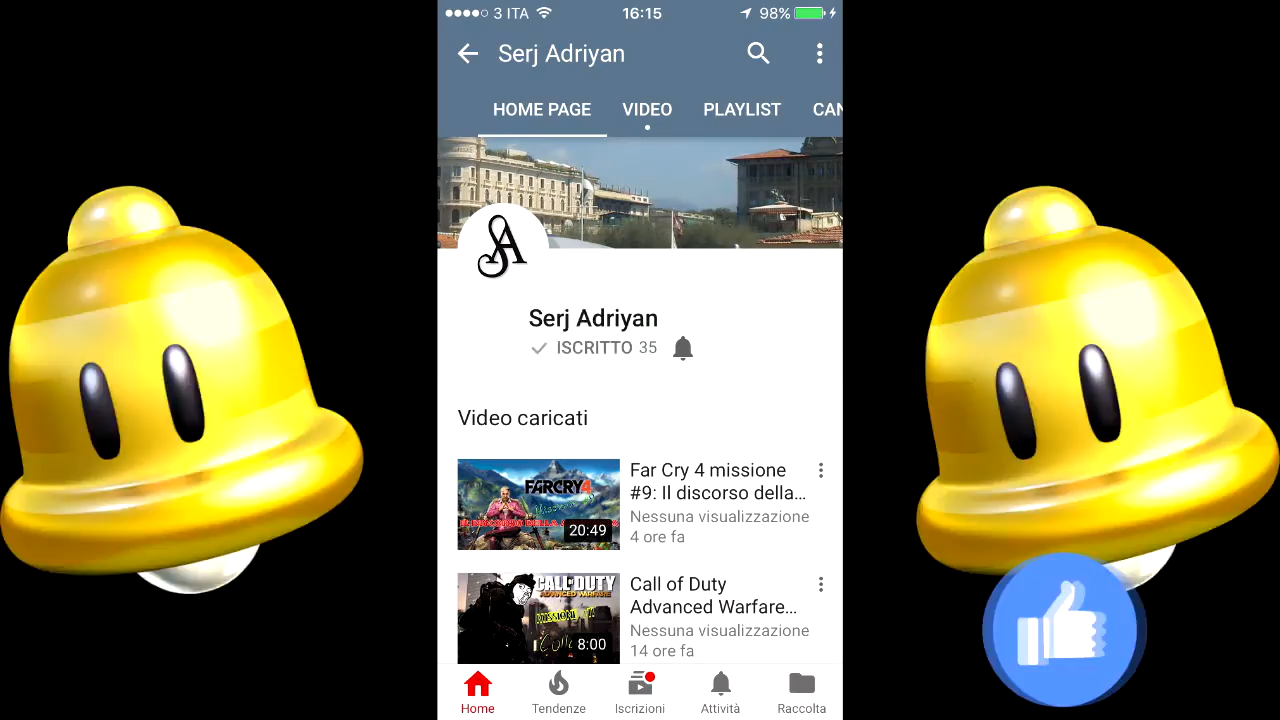 3 ITA 16:15 98%
Serj Adriyan
HOME PAGE VIDEO PLAYLIST CAN
SA
Serj Adriyan
ISCRITTO 35
Video caricati
FARCRY4
20:49
Far Cry 4 missione
#9: Il discorso della...
Nessuna visualizzazione
4 ore fa
CALL OF DUTY
ADVANCED WARFARE
8:00
Call of Duty
Advanced Warfare...
Nessuna visualizzazione
14 ore fa
Home Tendenze Iscrizioni Attività Raccolta